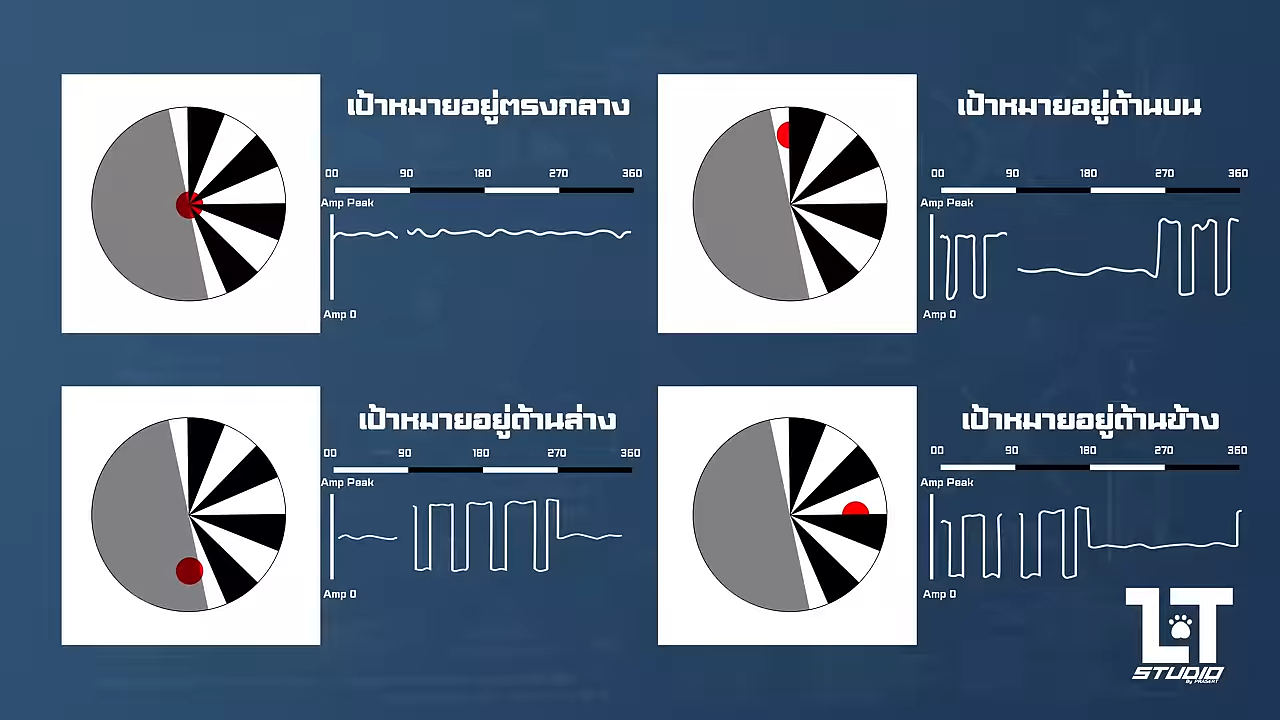 เป้าหมายอยู่ตรงกลาง
00 90 180 270 360
Amp Peak
Amp 0
เป้าหมายอยู่ด้านบน
00 90 180 270 360
Amp Peak
Amp 0
เป้าหมายอยู่ด้านล่าง
00 90 180 270 360
Amp Peak
Amp 0
เป้าหมายอยู่ด้านข้าง
00 90 180 270 360
Amp Peak
Amp 0
LT
STUDIO
By PRASERT